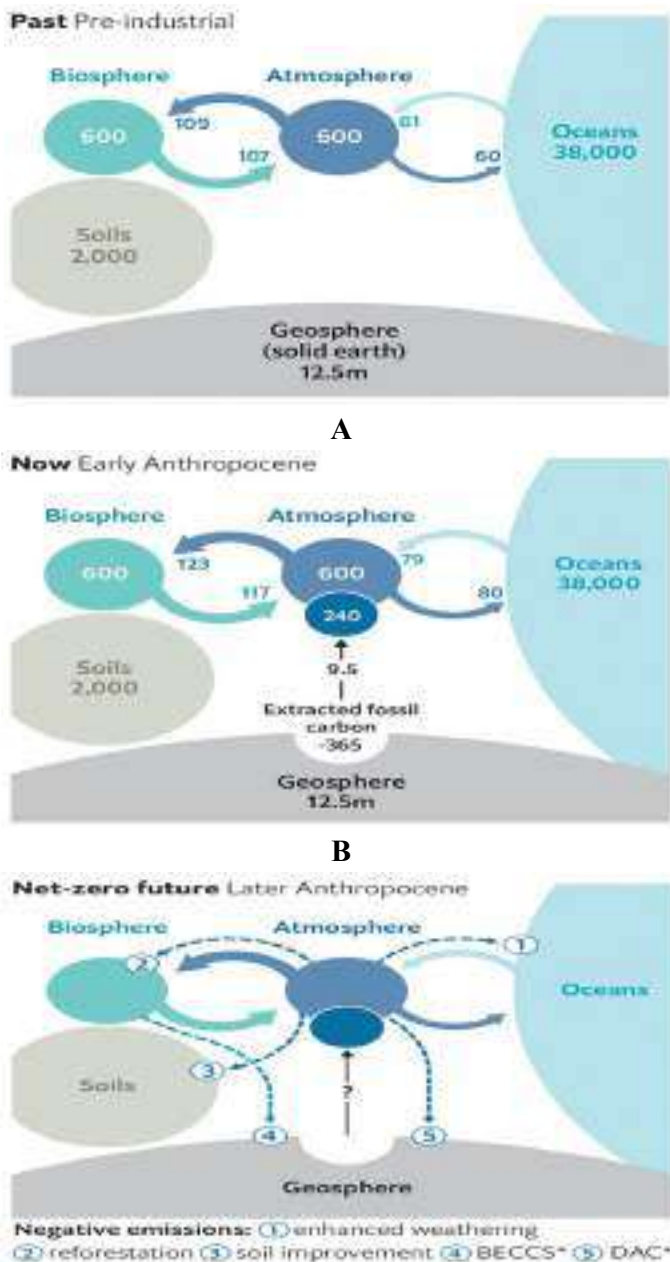 Past Pre-industrial
Biosphere
Atmosphere
600
109
107
600
61
60
Oceans
38,000
Soils
2,000
Geosphere
(solid earth)
12.5m
A
Now Early Anthropocene
Biosphere
Atmosphere
600
123
117
600
240
79
80
Oceans
38,000
Soils
2,000
9.5
Extracted fossil
carbon
-365
Geosphere
12.5m
B
Net-zero future Later Anthropocene
Biosphere
Atmosphere
1
2
Oceans
Soils
3
?
4
5
Geosphere
Negative emissions: 1 enhanced weathering
2 reforestation 3 soil improvement 4 BECCS* 5 DAC*